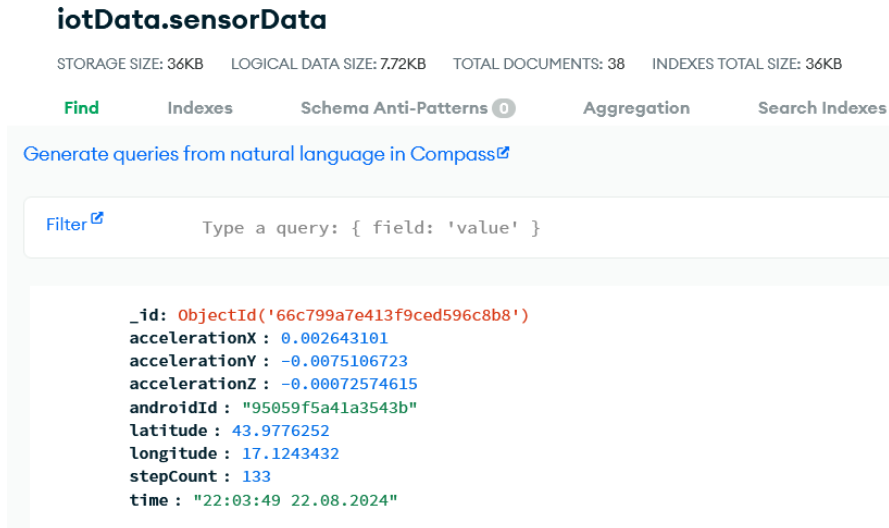 iotData.sensorData
STORAGE SIZE: 36KB LOGICAL DATA SIZE: 7.72KB TOTAL DOCUMENTS: 38 INDEXES TOTAL SIZE: 36KB
Find Indexes Schema Anti-Patterns 0 Aggregation Search Indexes
Generate queries from natural language in Compass
Filter Type a query: { field: 'value' }
_id: ObjectId('66c799a7e413f9ced596c8b8')
accelerationX : 0.002643101
accelerationY : -0.0075106723
accelerationZ : -0.00072574615
androidId : "95059f5a41a3543b"
latitude : 43.9776252
longitude : 17.1243432
stepCount : 133
time : "22:03:49 22.08.2024"